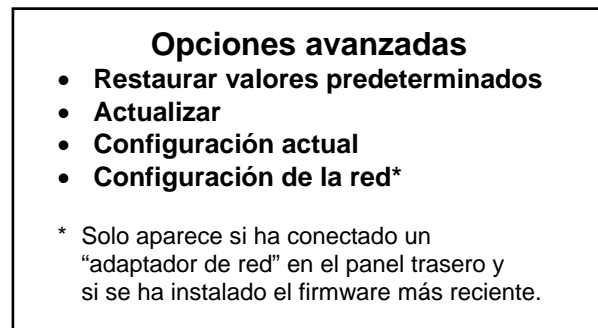 Opciones avanzadas
• Restaurar valores predeterminados
• Actualizar
• Configuración actual
• Configuración de la red*
* Solo aparece si ha conectado un
“adaptador de red” en el panel trasero y
si se ha instalado el firmware más reciente.